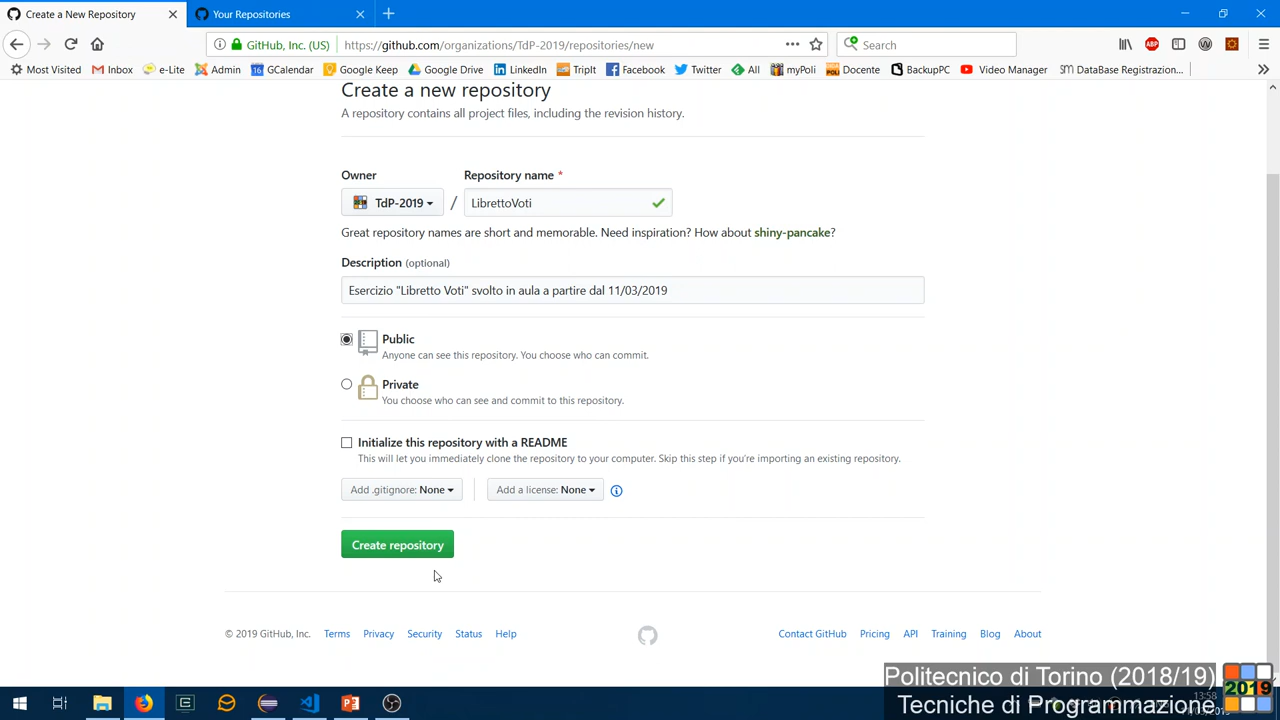 Create a New Repository
Your Repositories
GitHub, Inc. (US)
https://github.com/organizations/TdP-2019/repositories/new
Search
Most Visited
Inbox
e-Lite
Admin
GCalendar
Google Keep
Google Drive
LinkedIn
TripIt
Facebook
Twitter
All
myPoli
Docente
BackupPC
Video Manager
DataBase Registrazion...
Create a new repository
A repository contains all project files, including the revision history.
Owner
Repository name *
TdP-2019 / LibrettoVoti
Great repository names are short and memorable. Need inspiration? How about shiny-pancake?
Description (optional)
Esercizio "Libretto Voti" svolto in aula a partire dal 11/03/2019
Public
Anyone can see this repository. You choose who can commit.
Private
You choose who can see and commit to this repository.
Initialize this repository with a README
This will let you immediately clone the repository to your computer. Skip this step if you're importing an existing repository.
Add .gitignore: None
Add a license: None
Create repository
© 2019 GitHub, Inc. Terms Privacy Security Status Help
Contact GitHub Pricing API Training Blog About
Politecnico di Torino (2018/19)
Tecniche di Programmazione
2019
13:58